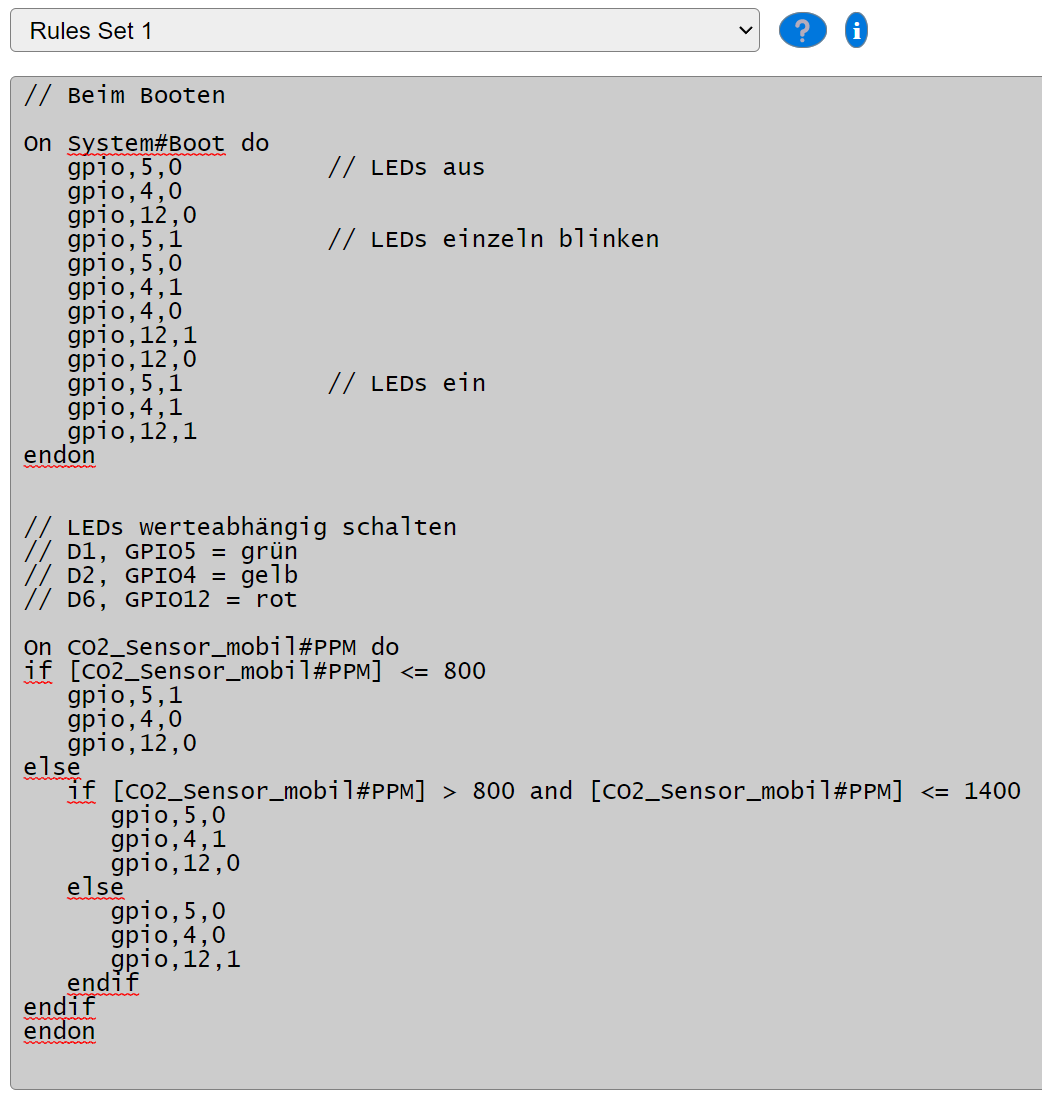 Rules Set 1
?
i
// Beim Booten
On System#Boot do
gpio,5,0 // LEDs aus
gpio,4,0
gpio,12,0
gpio,5,1 // LEDs einzeln blinken
gpio,5,0
gpio,4,1
gpio,4,0
gpio,12,1
gpio,12,0
gpio,5,1 // LEDs ein
gpio,4,1
gpio,12,1
endon
// LEDs werteabhängig schalten
// D1, GPIO5 = grün
// D2, GPIO4 = gelb
// D6, GPIO12 = rot
On CO2_Sensor_mobil#PPM do
if [CO2_Sensor_mobil#PPM] <= 800
gpio,5,1
gpio,4,0
gpio,12,0
else
if [CO2_Sensor_mobil#PPM] > 800 and [CO2_Sensor_mobil#PPM] <= 1400
gpio,5,0
gpio,4,1
gpio,12,0
else
gpio,5,0
gpio,4,0
gpio,12,1
endif
endif
endon